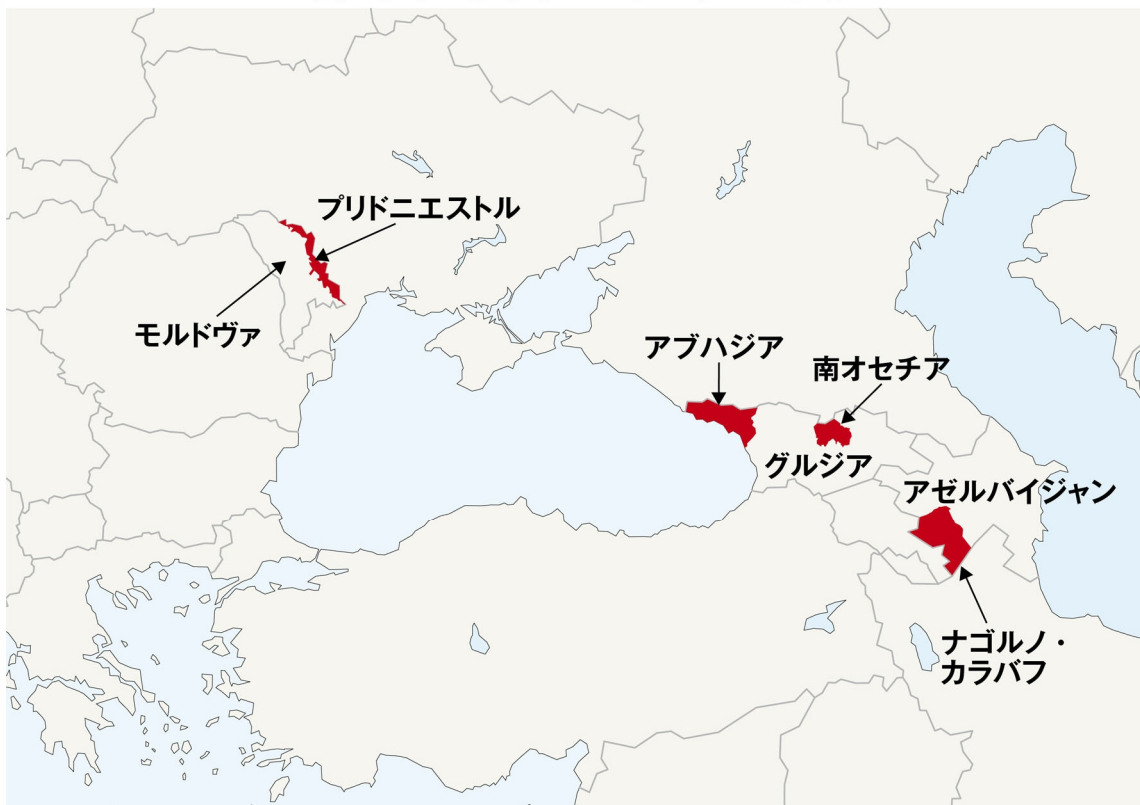 プリドニエストル
モルドヴァ
アブハジア
南オセチア
グルジア
アゼルバイジャン
ナゴルノ・
カラバフ